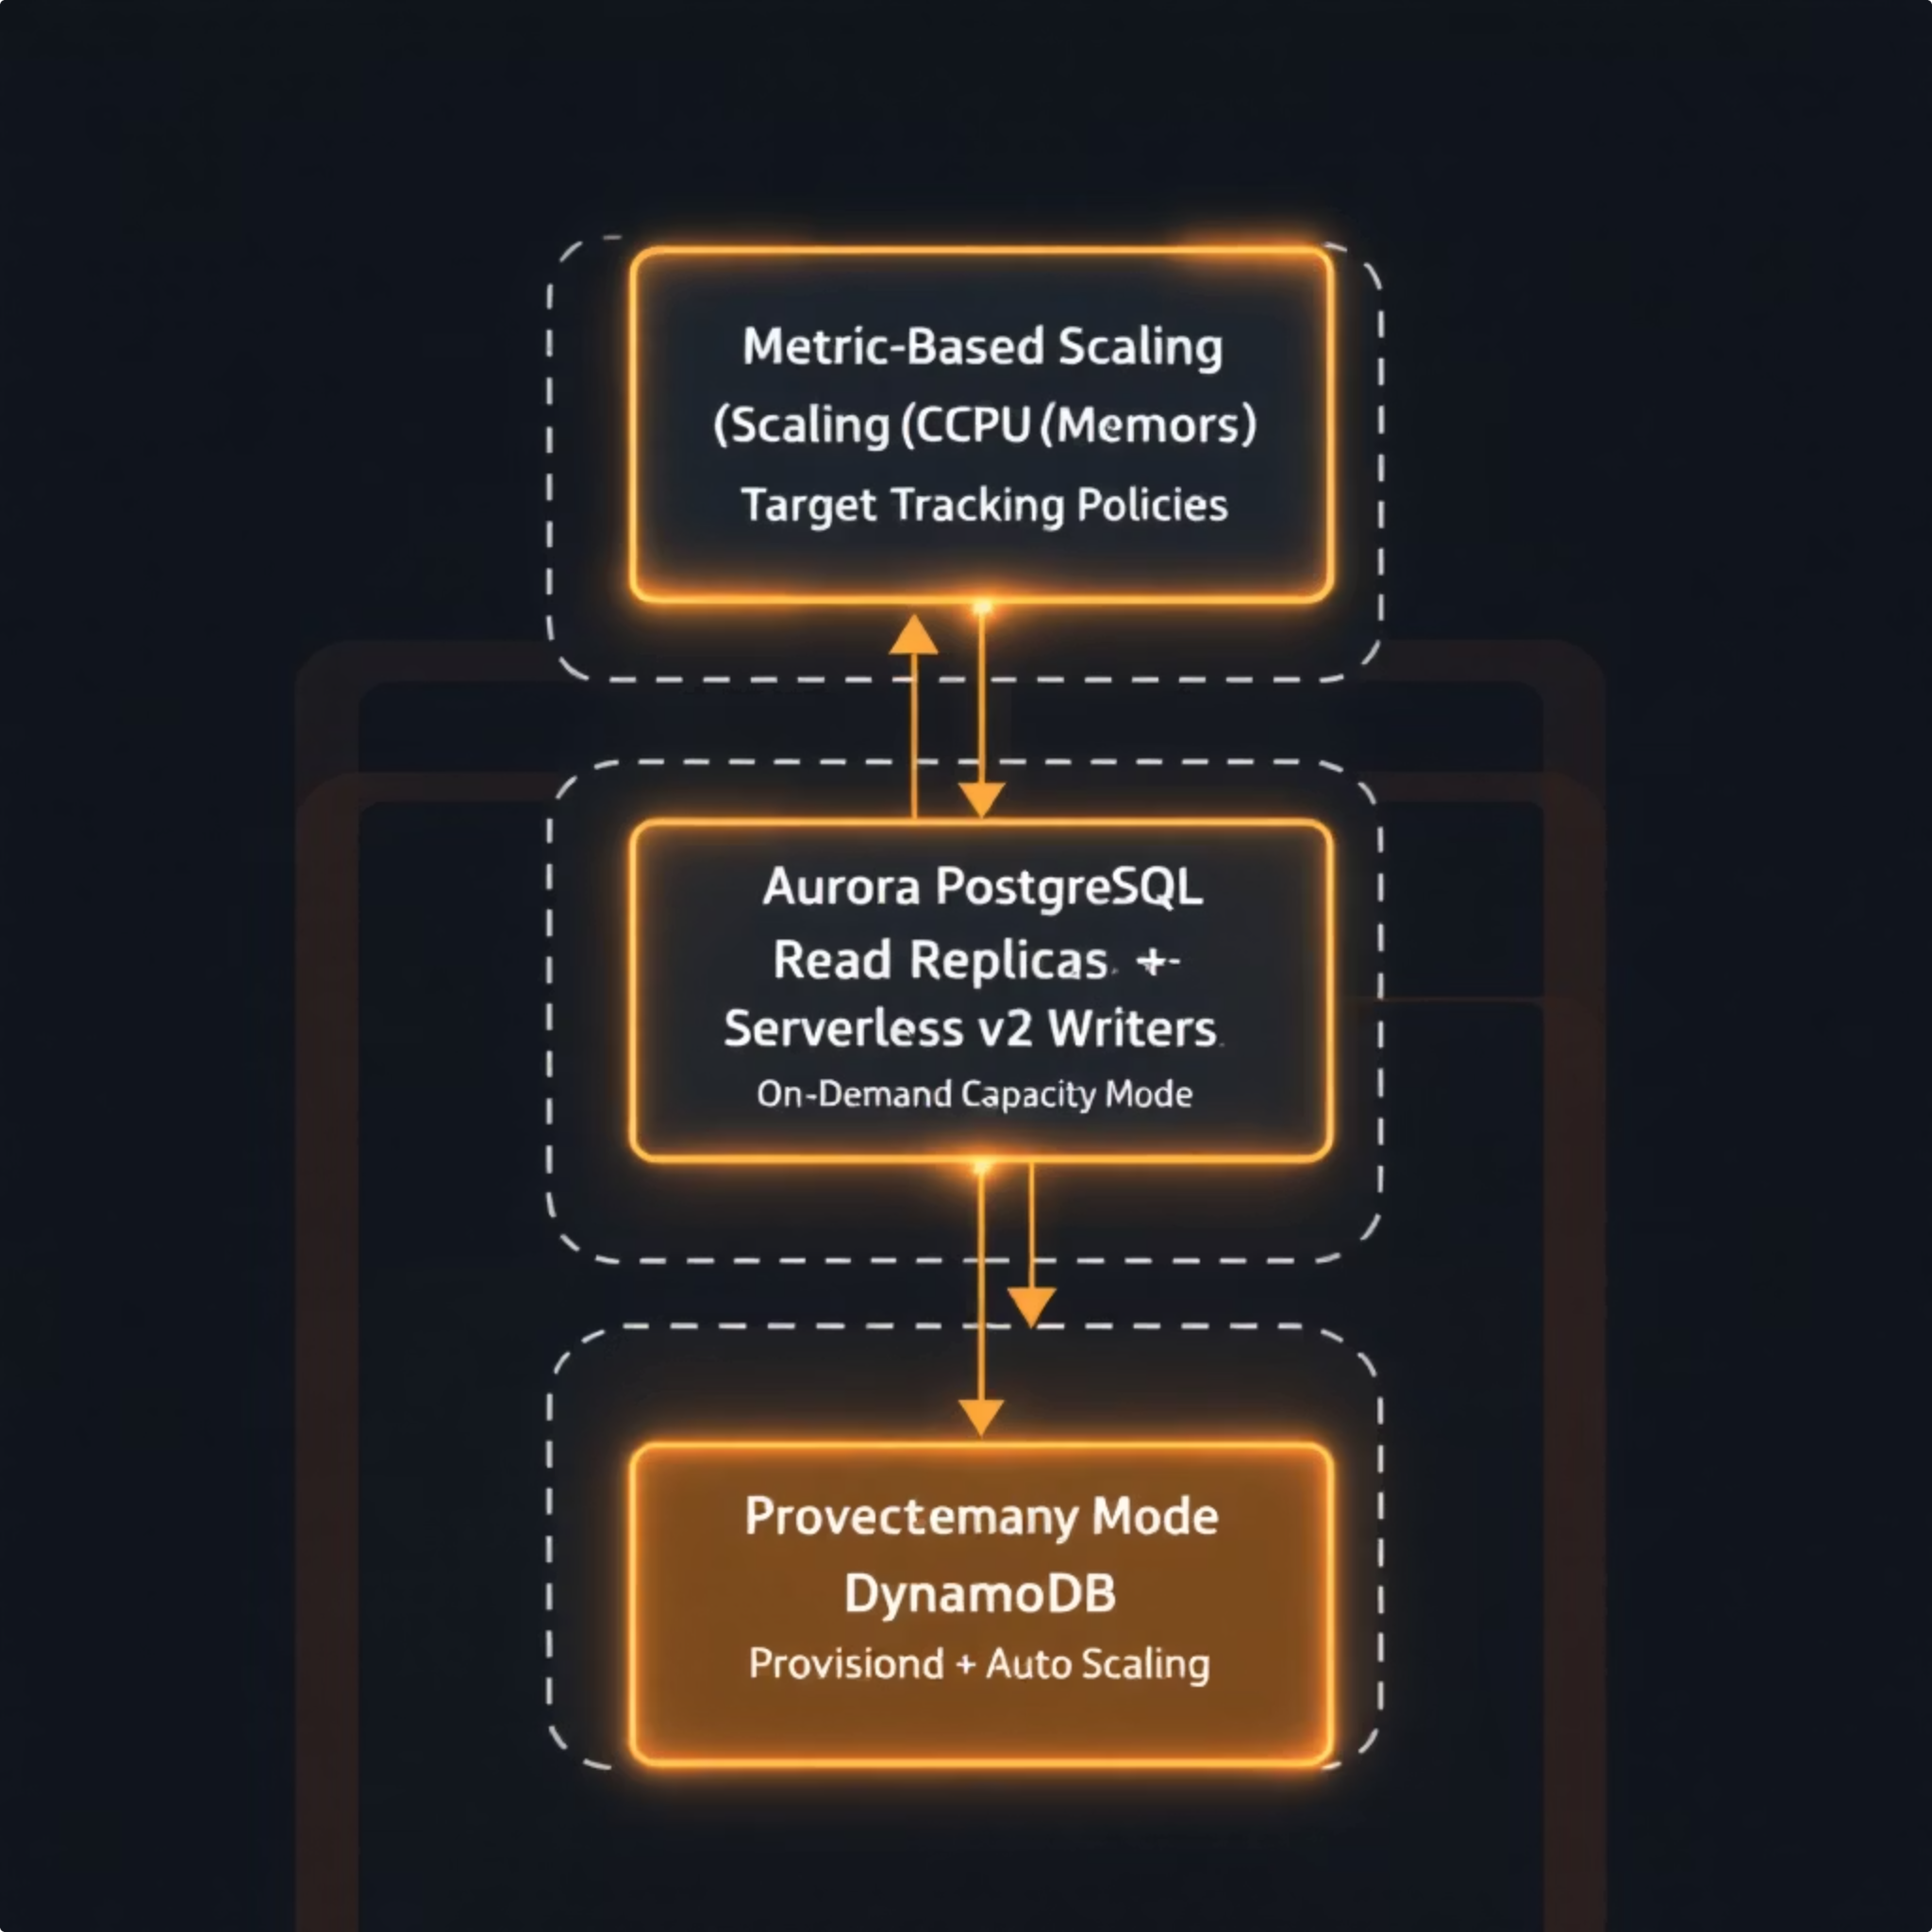 Metric-Based Scaling
(Scaling (CCPU (Memors)
Target Tracking Policies
Aurora PostgreSQL
Read Replicas +
Serverless v2 Writers
On-Demand Capacity Mode
Provectemany Mode
DynamoDB
Provisiond + Auto Scaling